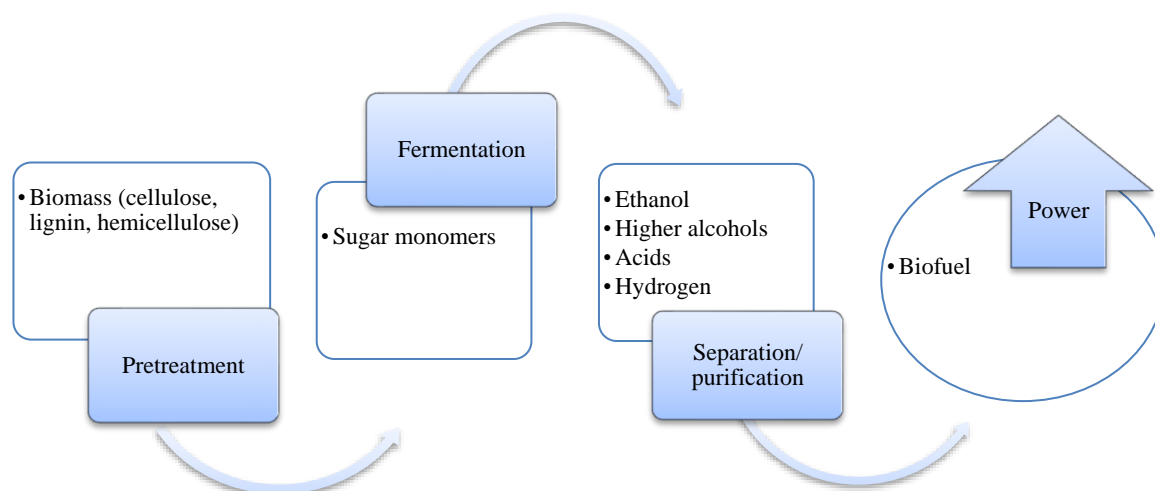 • Biomass (cellulose,
lignin, hemicellulose)
Pretreatment
Fermentation
• Sugar monomers
• Ethanol
• Higher alcohols
• Acids
• Hydrogen
Separation/
purification
Power
• Biofuel